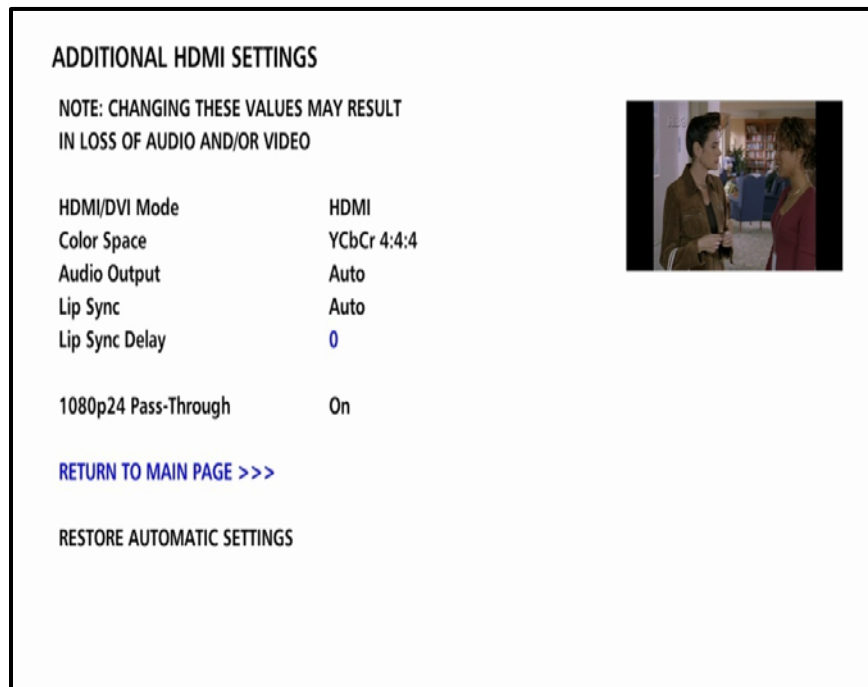 ADDITIONAL HDMI SETTINGS
NOTE: CHANGING THESE VALUES MAY RESULT
IN LOSS OF AUDIO AND/OR VIDEO
HDMI/DVI Mode HDMI
Color Space YCbCr 4:4:4
Audio Output Auto
Lip Sync Auto
Lip Sync Delay 0
1080p24 Pass-Through On
RETURN TO MAIN PAGE >>>
RESTORE AUTOMATIC SETTINGS